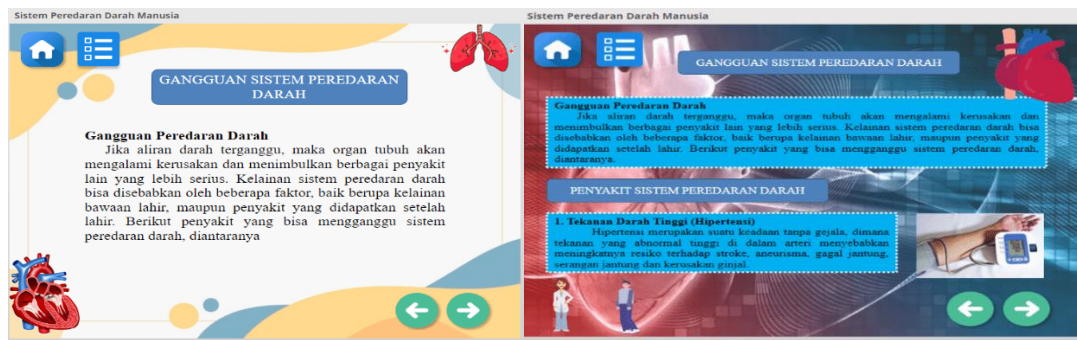 Sistem Peredaran Darah Manusia
GANGGUAN SISTEM PEREDARAN
DARAH
Gangguan Peredaran Darah
Jika aliran darah terganggu, maka organ tubuh akan
mengalami kerusakan dan menimbulkan berbagai penyakit
lain yang lebih serius. Kelainan sistem peredaran darah
bisa disebabkan oleh beberapa faktor, baik berupa kelainan
bawaan lahir, maupun penyakit yang didapatkan setelah
lahir. Berikut penyakit yang bisa mengganggu sistem
peredaran darah, diantaranya
Sistem Peredaran Darah Manusia
GANGGUAN SISTEM PEREDARAN DARAH
Gangguan Peredaran Darah
Jika aliran darah terganggu, maka organ tubuh akan mengalami kerusakan dan
menimbulkan berbagai penyakit lain yang lebih serius. Kelainan sistem peredaran darah bisa
disebabkan oleh beberapa faktor, baik berupa kelainan bawaan lahir, maupun penyakit yang
didapatkan setelah lahir. Berikut penyakit yang bisa mengganggu sistem peredaran darah,
diantaranya.
PENYAKIT SISTEM PEREDARAN DARAH
1. Tekanan Darah Tinggi (Hipertensi)
Hipertensi merupakan suatu keadaan tanpa gejala, dimana
tekanan yang abnormal tinggi di dalam arteri menyebabkan
meningkatnya resiko terhadap stroke, aneurisma, gagal jantung,
serangan jantung dan kerusakan ginjal.